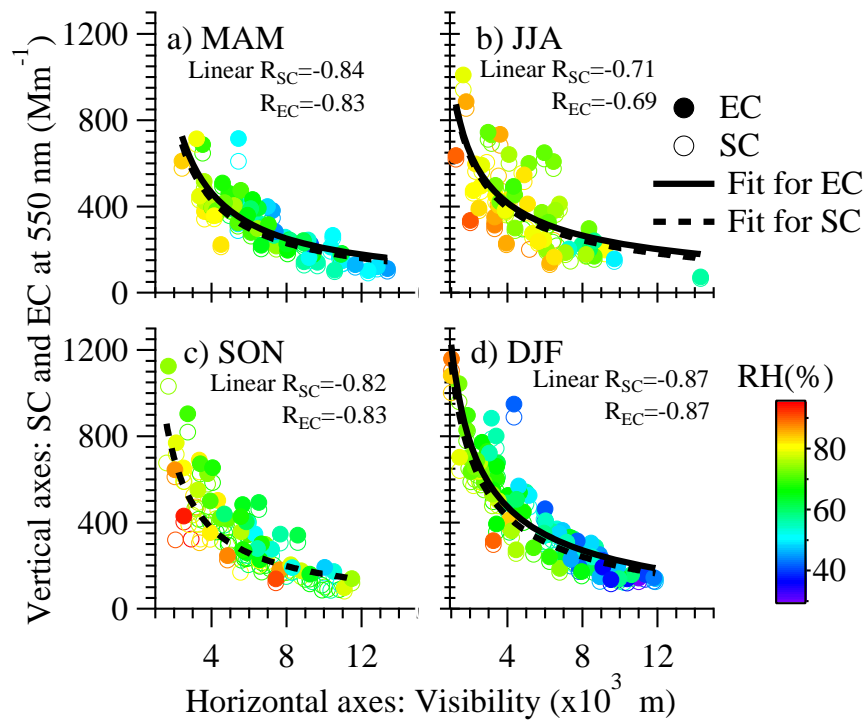 Vertical axes: SC and EC at 550 nm (Mm⁻¹)
1200
800
400
0
a) MAM
Linear R_SC=-0.84
R_EC=-0.83
b) JJA
Linear R_SC=-0.71
R_EC=-0.69
EC
SC
Fit for EC
Fit for SC
1200
800
400
0
c) SON
Linear R_SC=-0.82
R_EC=-0.83
d) DJF
Linear R_SC=-0.87
R_EC=-0.87
RH(%)
80
60
40
4 8 12
4 8 12
Horizontal axes: Visibility (x10³ m)